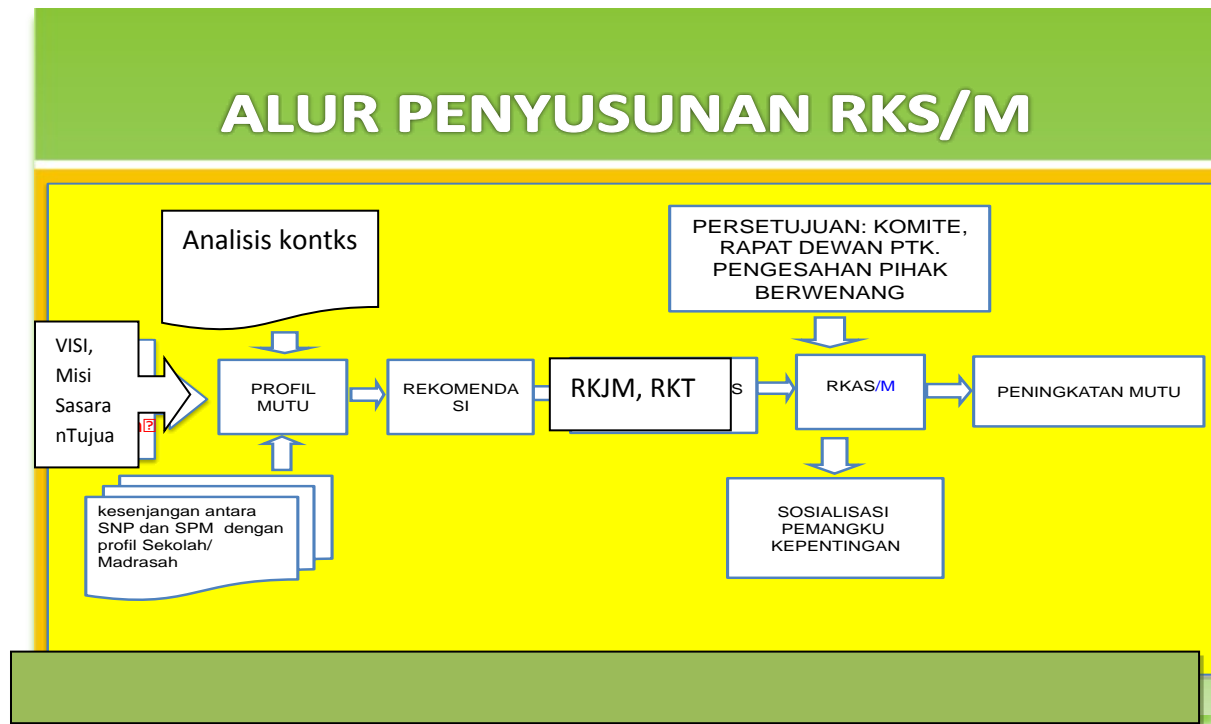 ALUR PENYUSUNAN RKS/M
Analisis kontks
PERSETUJUAN: KOMITE,
RAPAT DEWAN PTK.
PENGESAHAN PIHAK
BERWENANG
VISI,
Misi
Sasara
nTujua
PROFIL
MUTU
REKOMENDA
SI
RKJM, RKT
S
RKAS/M
PENINGKATAN MUTU
kesenjangan antara
SNP dan SPM dengan
profil Sekolah/
Madrasah
SOSIALISASI
PEMANGKU
KEPENTINGAN